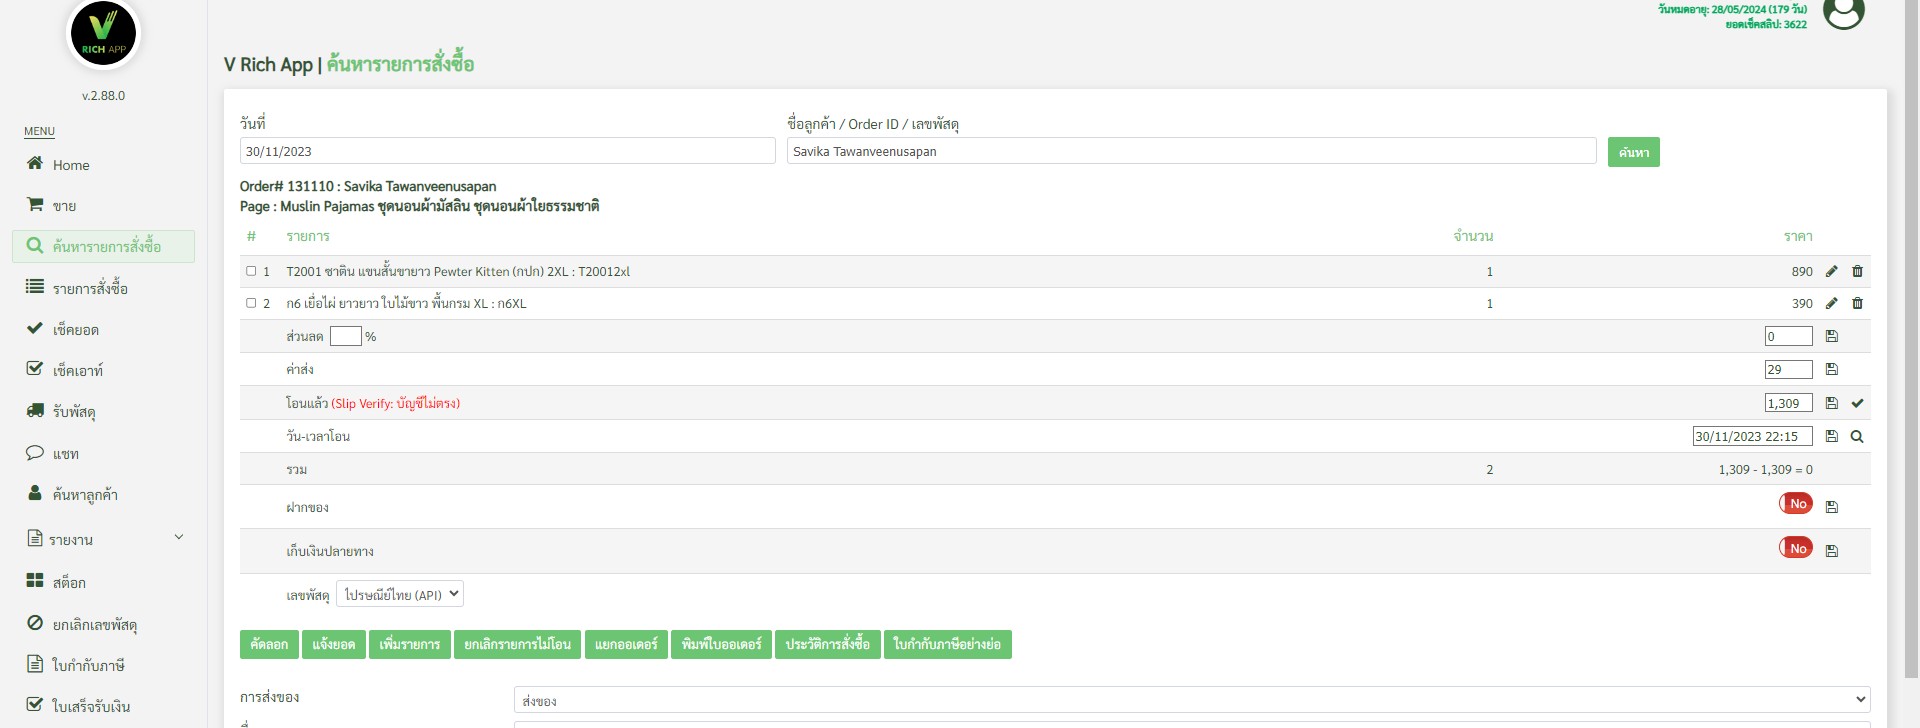 วันหมดอายุ: 28/05/2024 (179 วัน)
ยอดเช็คสลิป: 3622
V
RICH APP
v.2.88.0
MENU
Home
ขาย
ค้นหารายการสั่งซื้อ
รายการสั่งซื้อ
เช็คยอด
เช็คเอาท์
รับพัสดุ
แชท
ค้นหาลูกค้า
รายงาน
สต็อก
ยกเลิกเลขพัสดุ
ใบกำกับภาษี
ใบเสร็จรับเงิน
V Rich App | ค้นหารายการสั่งซื้อ
วันที่ ชื่อลูกค้า / Order ID / เลขพัสดุ
30/11/2023 Savika Tawanveenusapan ค้นหา
Order# 131110 : Savika Tawanveenusapan
Page : Muslin Pajamas ชุดนอนผ้ามัสลิน ชุดนอนผ้าใยธรรมชาติ
# รายการ จำนวน ราคา
1 T2001 ซาติน แขนสั้นขายาว Pewter Kitten (กปก) 2XL : T20012xl 1 890
2 ก6 เยื่อไผ่ ยาวยาว ใบไม้ขาว พื้นกรม XL : ก6XL 1 390
ส่วนลด % 0
ค่าส่ง 29
โอนแล้ว (Slip Verify: บัญชีไม่ตรง) 1,309
วัน-เวลาโอน 30/11/2023 22:15
รวม 2 1,309 - 1,309 = 0
ฝากของ No
เก็บเงินปลายทาง No
เลขพัสดุ ไปรษณีย์ไทย (API)
คัดลอก แจ้งยอด เพิ่มรายการ ยกเลิกรายการไม่โอน แยกออเดอร์ พิมพ์ใบออเดอร์ ประวัติการสั่งซื้อ ใบกำกับภาษีอย่างย่อ
การส่งของ ส่งของ